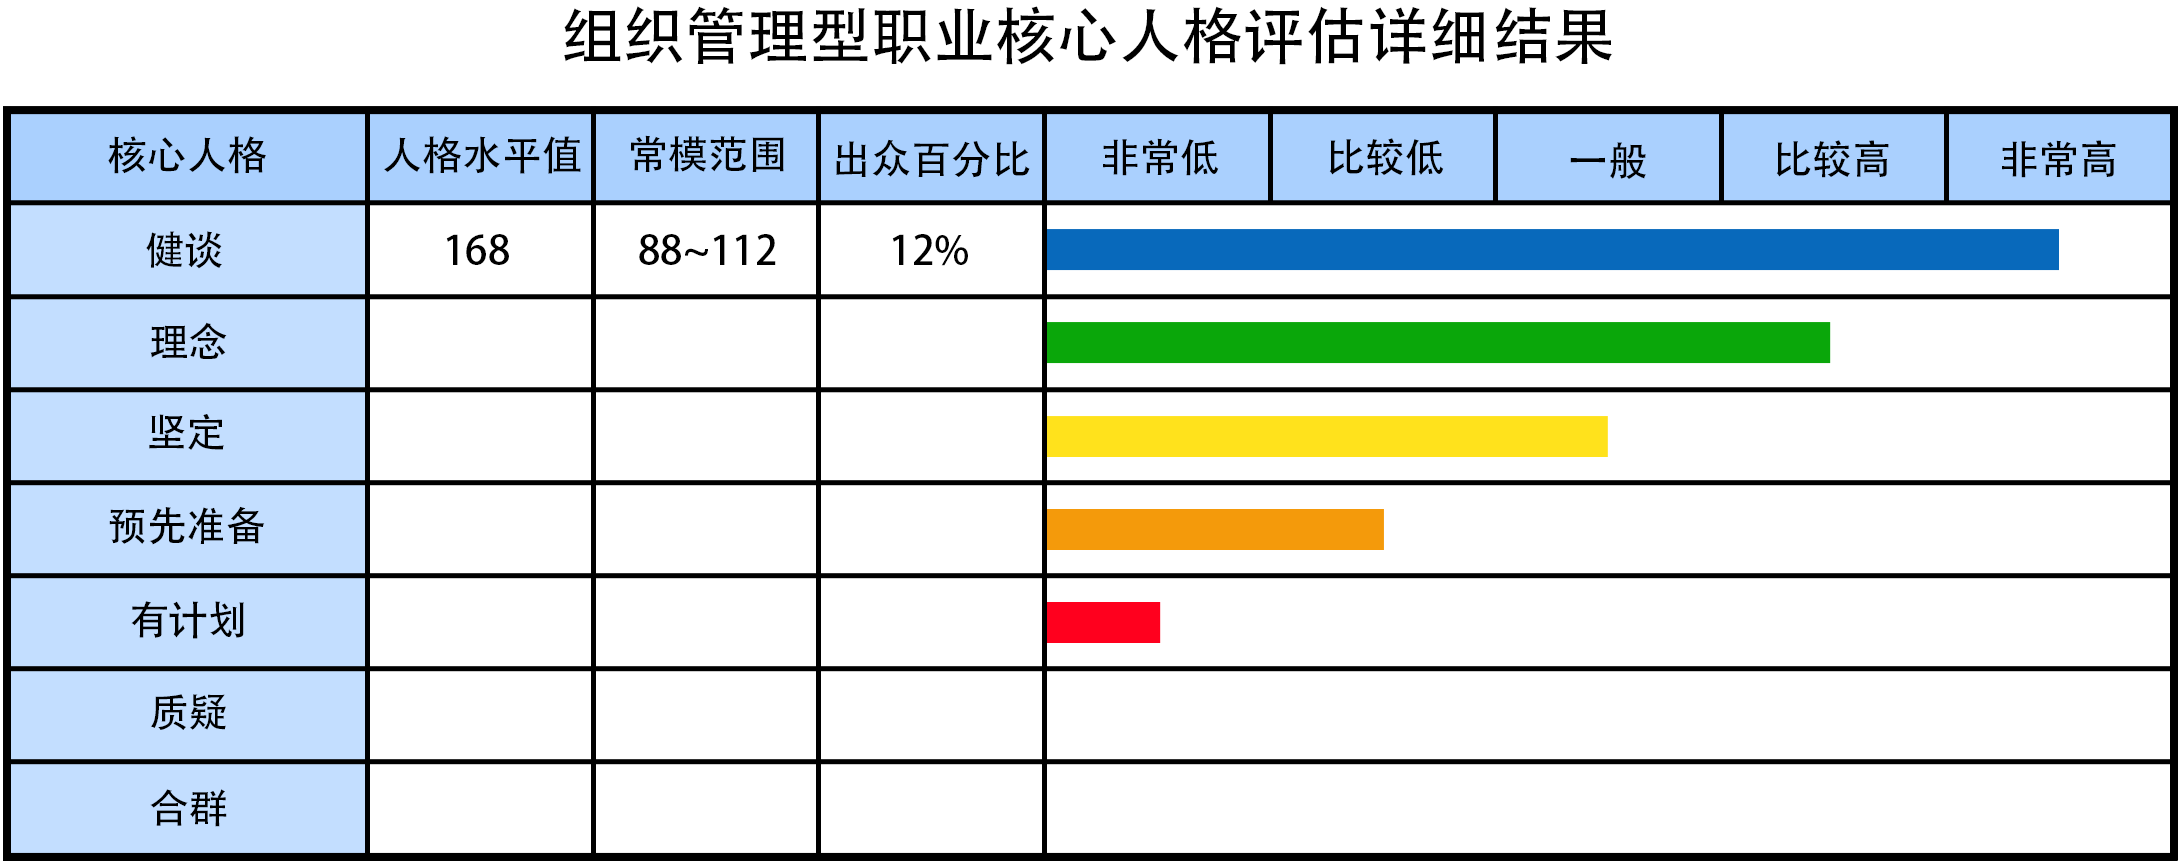 组织管理型职业核心人格评估详细结果
核心人格 人格水平值 常模范围 出众百分比 非常低 比较低 一般 比较高 非常高
健谈 168 88~112 12%
理念
坚定
预先准备
有计划
质疑
合群